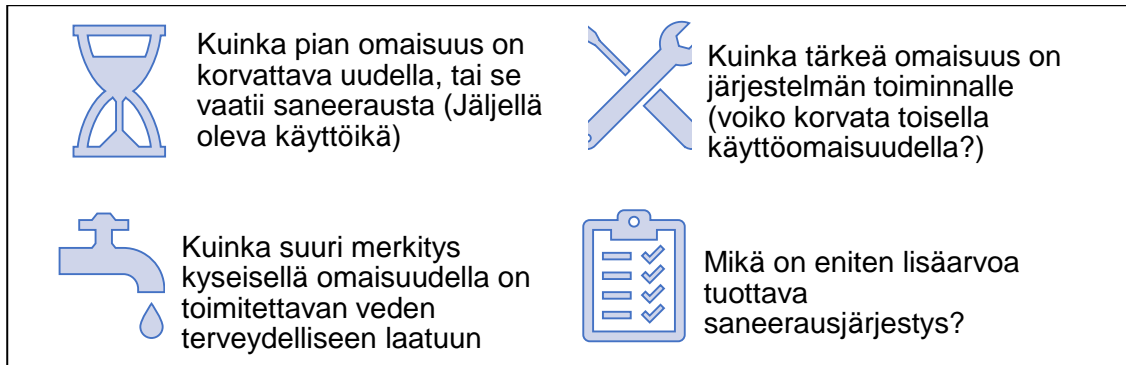 Kuinka pian omaisuus on
korvattava uudella, tai se
vaatii saneerausta (Jäljellä
oleva käyttöikä)
Kuinka tärkeä omaisuus on
järjestelmän toiminnalle
(voiko korvata toisella
käyttöomaisuudella?)
Kuinka suuri merkitys
kyseisellä omaisuudella on
toimitettavan veden
terveydelliseen laatuun
Mikä on eniten lisäarvoa
tuottava
saneerausjärjestys?